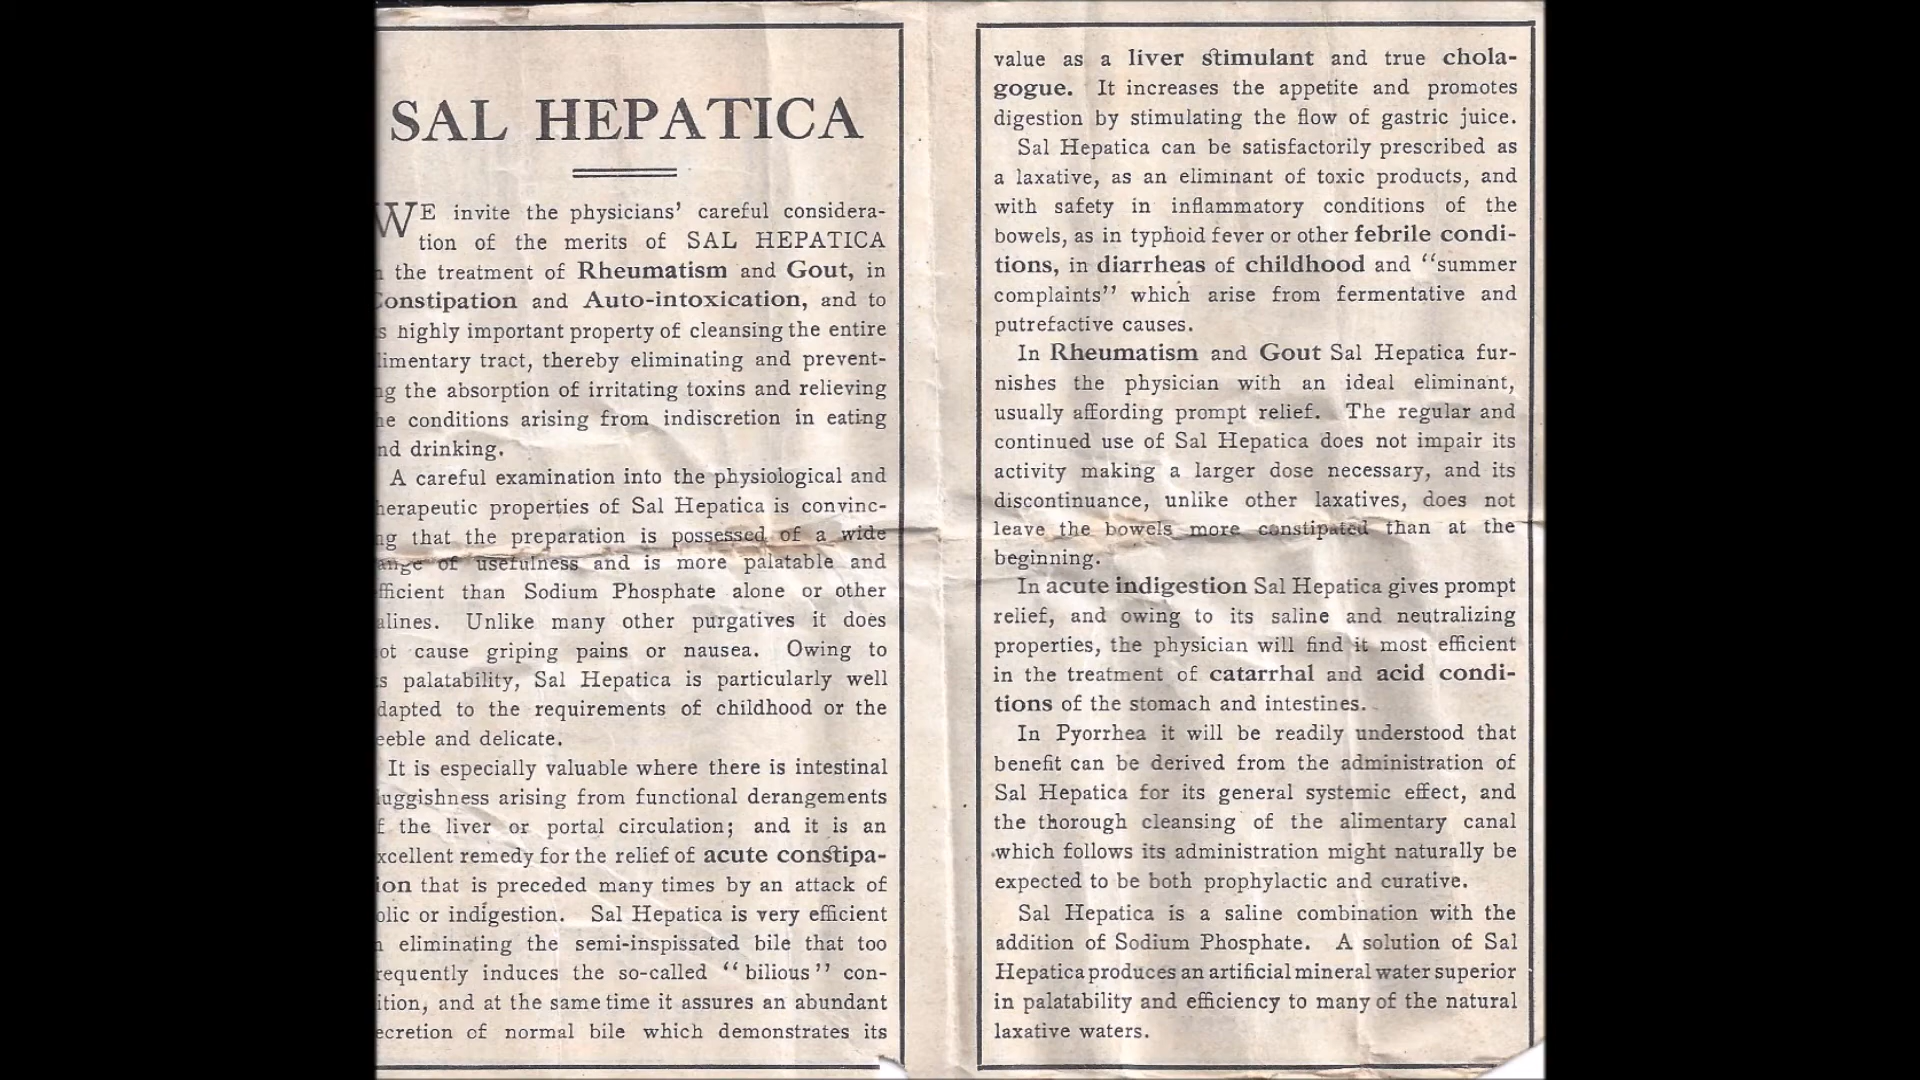 SAL HEPATICA
WE invite the physicians’ careful considera-
tion of the merits of SAL HEPATICA
the treatment of Rheumatism and Gout, in
Constipation and Auto-intoxication, and to
s highly important property of cleansing the entire
limentary tract, thereby eliminating and prevent-
ng the absorption of irritating toxins and relieving
he conditions arising from indiscretion in eating
nd drinking.
A careful examination into the physiological and
herapeutic properties of Sal Hepatica is convinc-
ng that the preparation is possessed of a wide
ange of usefulness and is more palatable and
fficient than Sodium Phosphate alone or other
alines. Unlike many other purgatives it does
ot cause griping pains or nausea. Owing to
s palatability, Sal Hepatica is particularly well
dapted to the requirements of childhood or the
eeble and delicate.
It is especially valuable where there is intestinal
luggishness arising from functional derangements
f the liver or portal circulation; and it is an
xcellent remedy for the relief of acute constipa-
ion that is preceded many times by an attack of
olic or indigestion. Sal Hepatica is very efficient
eliminating the semi-inspissated bile that too
requently induces the so-called “bilious” con-
ition, and at the same time it assures an abundant
ecretion of normal bile which demonstrates its
value as a liver stimulant and true chola-
gogue. It increases the appetite and promotes
digestion by stimulating the flow of gastric juice.
Sal Hepatica can be satisfactorily prescribed as
a laxative, as an eliminant of toxic products, and
with safety in inflammatory conditions of the
bowels, as in typhoid fever or other febrile condi-
tions, in diarrheas of childhood and “summer
complaints” which arise from fermentative and
putrefactive causes.
In Rheumatism and Gout Sal Hepatica fur-
nishes the physician with an ideal eliminant,
usually affording prompt relief. The regular and
continued use of Sal Hepatica does not impair its
activity making a larger dose necessary, and its
discontinuance, unlike other laxatives, does not
leave the bowels more constipated than at the
beginning.
In acute indigestion Sal Hepatica gives prompt
relief, and owing to its saline and neutralizing
properties, the physician will find it most efficient
in the treatment of catarrhal and acid condi-
tions of the stomach and intestines.
In Pyorrhea it will be readily understood that
benefit can be derived from the administration of
Sal Hepatica for its general systemic effect, and
the thorough cleansing of the alimentary canal
which follows its administration might naturally be
expected to be both prophylactic and curative.
Sal Hepatica is a saline combination with the
addition of Sodium Phosphate. A solution of Sal
Hepatica produces an artificial mineral water superior
in palatability and efficiency to many of the natural
laxative waters.